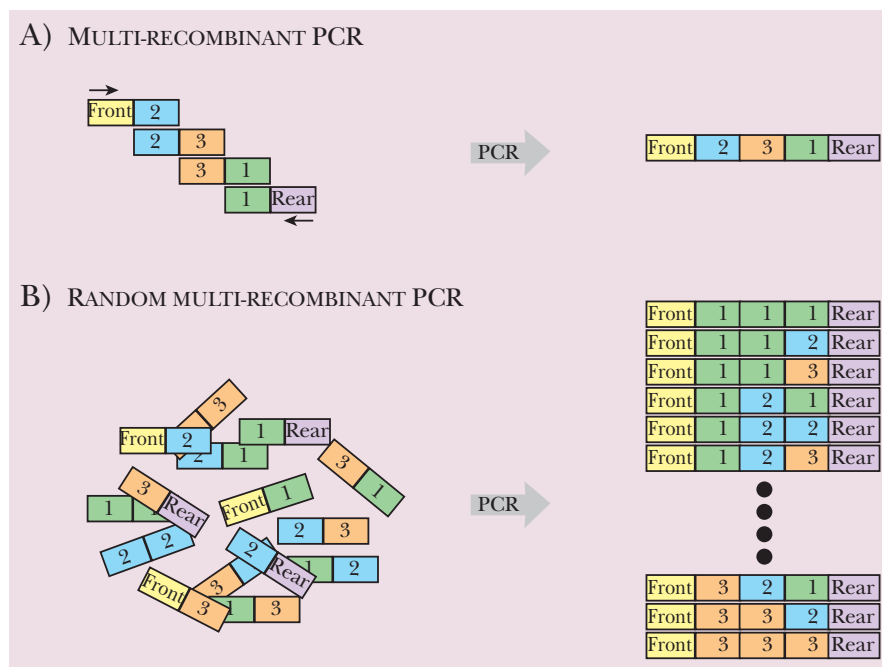 A) MULTI-RECOMBINANT PCR
Front 2
2 3
3 1
1 Rear
PCR
Front 2 3 1 Rear
B) RANDOM MULTI-RECOMBINANT PCR
3 3
Front 2
1 Rear
2 1
3 1
3 Rear
1 1
Front 1
2 2
2 3
2 Rear
1 2
3
Front 3
1 3
PCR
Front 1 1 1 Rear
Front 1 1 2 Rear
Front 1 1 3 Rear
Front 1 2 1 Rear
Front 1 2 2 Rear
Front 1 2 3 Rear
Front 3 2 1 Rear
Front 3 3 2 Rear
Front 3 3 3 Rear